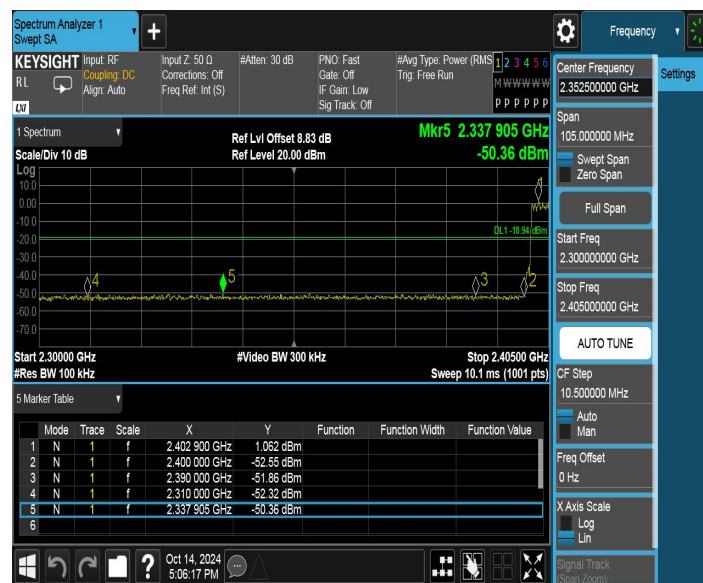 Spectrum Analyzer 1
Swept SA
Frequency
KEYSIGHT
RL
LXI
Input: RF
Coupling: DC
Align: Auto
Input Z: 50 Ω
Corrections: Off
Freq Ref: Int (S)
#Atten: 30 dB
PNO: Fast
Gate: Off
IF Gain: Low
Sig Track: Off
#Avg Type: Power (RMS
Trig: Free Run
1 2 3 4 5 6
M W W W W W
P P P P P P
1 Spectrum
Scale/Div 10 dB
Ref Lvl Offset 8.83 dB
Ref Level 20.00 dBm
Mkr5 2.337 905 GHz
-50.36 dBm
Log
10.0
0.00
-10.0
-20.0
-30.0
-40.0
-50.0
-60.0
-70.0
1
DL1 -18.94 dBm
4
5
3
2
Start 2.30000 GHz
#Video BW 300 kHz
Stop 2.40500 GHz
#Res BW 100 kHz
Sweep 10.1 ms (1001 pts)
5 Marker Table
Mode Trace Scale X Y Function Function Width Function Value
1 N 1 f 2.402 900 GHz 1.062 dBm
2 N 1 f 2.400 000 GHz -52.55 dBm
3 N 1 f 2.390 000 GHz -51.86 dBm
4 N 1 f 2.310 000 GHz -52.32 dBm
5 N 1 f 2.337 905 GHz -50.36 dBm
6
Oct 14, 2024
5:06:17 PM
?
Center Frequency
2.352500000 GHz
Settings
Span
105.000000 MHz
Swept Span
Zero Span
Full Span
Start Freq
2.300000000 GHz
Stop Freq
2.405000000 GHz
AUTO TUNE
CF Step
10.500000 MHz
Auto
Man
Freq Offset
0 Hz
X Axis Scale
Log
Lin
Signal Track
(Span Zoom)